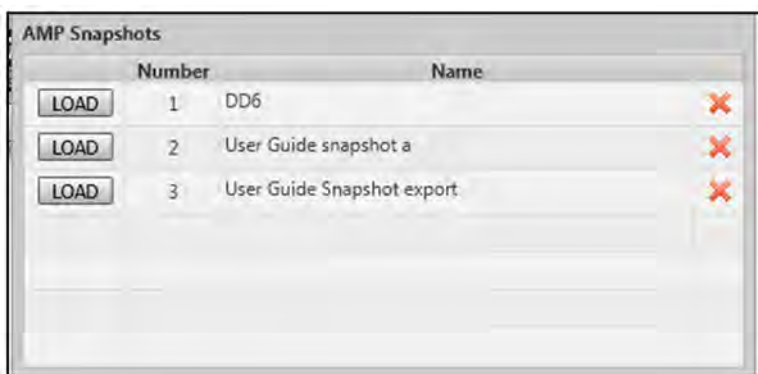 AMP Snapshots
Number Name
LOAD 1 DD6
LOAD 2 User Guide snapshot a
LOAD 3 User Guide Snapshot export